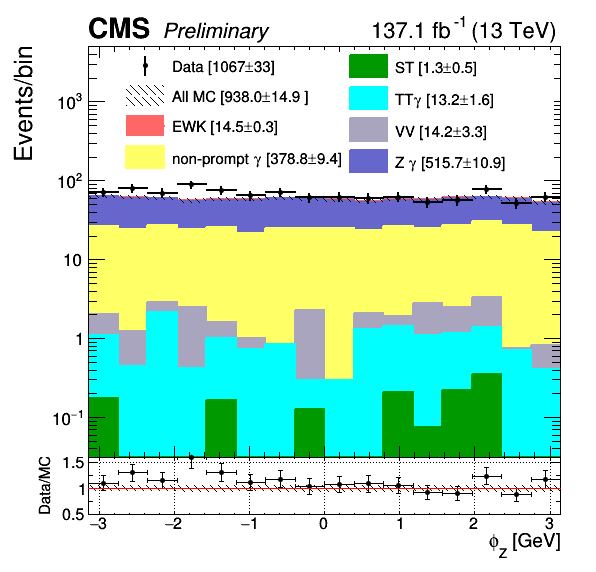 CMS Preliminary 137.1 fb⁻¹ (13 TeV)
Events/bin
Data [1067±33]
All MC [938.0±14.9 ]
EWK [14.5±0.3]
non-prompt γ [378.8±9.4]
ST [1.3±0.5]
TTγ [13.2±1.6]
VV [14.2±3.3]
Z γ [515.7±10.9]
10³
10²
10
1
10⁻¹
Data/MC
1.5
1
0.5
−3 −2 −1 0 1 2 3
ϕ_Z [GeV]